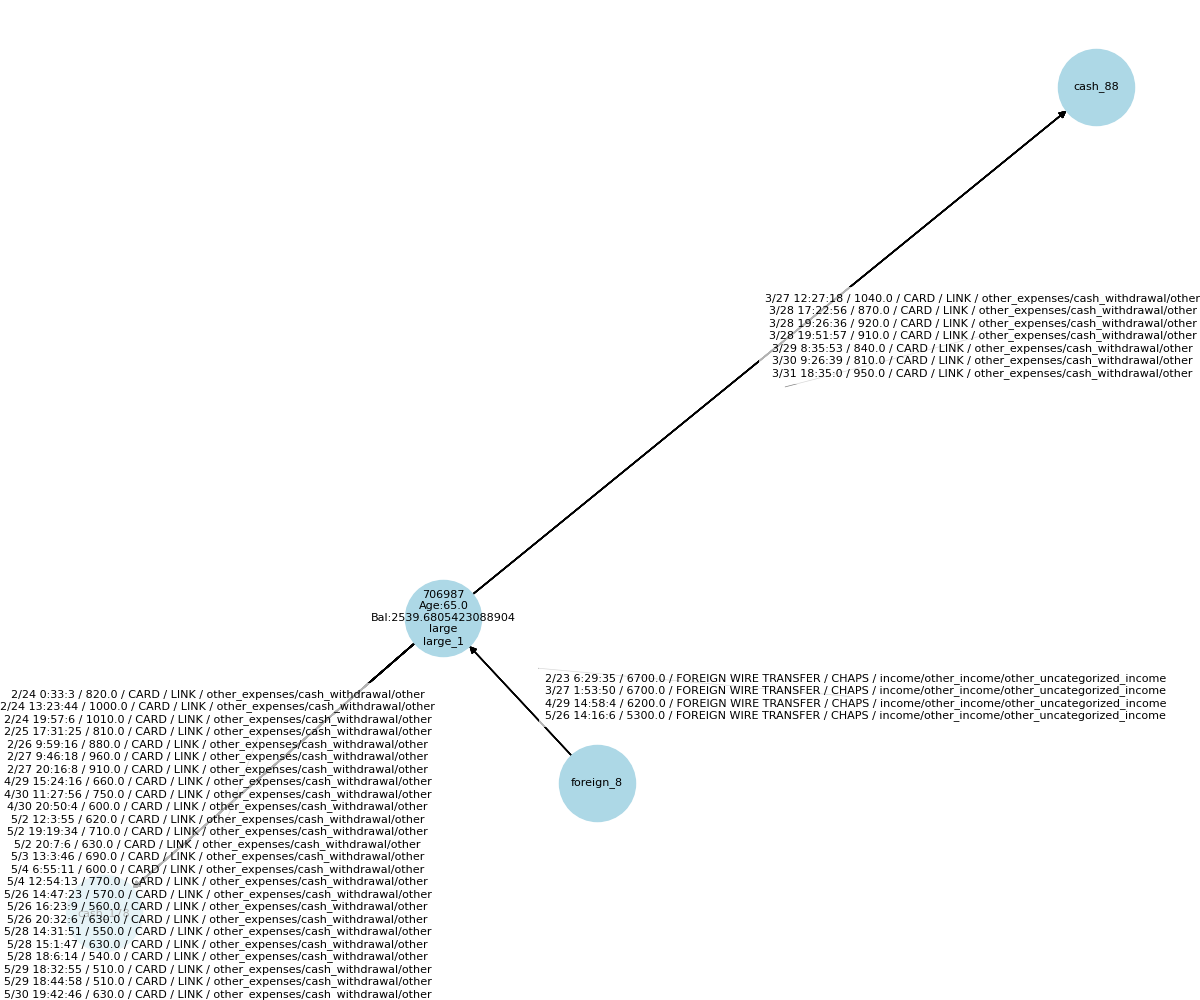 cash_88
3/27 12:27:18 / 1040.0 / CARD / LINK / other_expenses/cash_withdrawal/other
3/28 17:22:56 / 870.0 / CARD / LINK / other_expenses/cash_withdrawal/other
3/28 19:26:36 / 920.0 / CARD / LINK / other_expenses/cash_withdrawal/other
3/28 19:51:57 / 910.0 / CARD / LINK / other_expenses/cash_withdrawal/other
3/29 8:35:53 / 840.0 / CARD / LINK / other_expenses/cash_withdrawal/other
3/30 9:26:39 / 810.0 / CARD / LINK / other_expenses/cash_withdrawal/other
3/31 18:35:0 / 950.0 / CARD / LINK / other_expenses/cash_withdrawal/other
706987
Age:65.0
Bal:2539.6805423088904
large
large_1
2/23 6:29:35 / 6700.0 / FOREIGN WIRE TRANSFER / CHAPS / income/other_income/other_uncategorized_income
3/27 1:53:50 / 6700.0 / FOREIGN WIRE TRANSFER / CHAPS / income/other_income/other_uncategorized_income
4/29 14:58:4 / 6200.0 / FOREIGN WIRE TRANSFER / CHAPS / income/other_income/other_uncategorized_income
5/26 14:16:6 / 5300.0 / FOREIGN WIRE TRANSFER / CHAPS / income/other_income/other_uncategorized_income
foreign_8
2/24 0:33:3 / 820.0 / CARD / LINK / other_expenses/cash_withdrawal/other
2/24 13:23:44 / 1000.0 / CARD / LINK / other_expenses/cash_withdrawal/other
2/24 19:57:6 / 1010.0 / CARD / LINK / other_expenses/cash_withdrawal/other
2/25 17:31:25 / 810.0 / CARD / LINK / other_expenses/cash_withdrawal/other
2/26 9:59:16 / 880.0 / CARD / LINK / other_expenses/cash_withdrawal/other
2/27 9:46:18 / 960.0 / CARD / LINK / other_expenses/cash_withdrawal/other
2/27 20:16:8 / 910.0 / CARD / LINK / other_expenses/cash_withdrawal/other
4/29 15:24:16 / 660.0 / CARD / LINK / other_expenses/cash_withdrawal/other
4/30 11:27:56 / 750.0 / CARD / LINK / other_expenses/cash_withdrawal/other
4/30 20:50:4 / 600.0 / CARD / LINK / other_expenses/cash_withdrawal/other
5/2 12:3:55 / 620.0 / CARD / LINK / other_expenses/cash_withdrawal/other
5/2 19:19:34 / 710.0 / CARD / LINK / other_expenses/cash_withdrawal/other
5/2 20:7:6 / 630.0 / CARD / LINK / other_expenses/cash_withdrawal/other
5/3 13:3:46 / 690.0 / CARD / LINK / other_expenses/cash_withdrawal/other
5/4 6:55:11 / 600.0 / CARD / LINK / other_expenses/cash_withdrawal/other
5/4 12:54:13 / 770.0 / CARD / LINK / other_expenses/cash_withdrawal/other
5/26 14:47:23 / 570.0 / CARD / LINK / other_expenses/cash_withdrawal/other
5/26 16:23:9 / 560.0 / CARD / LINK / other_expenses/cash_withdrawal/other
5/26 20:32:6 / 630.0 / CARD / LINK / other_expenses/cash_withdrawal/other
5/28 14:31:51 / 550.0 / CARD / LINK / other_expenses/cash_withdrawal/other
5/28 15:1:47 / 630.0 / CARD / LINK / other_expenses/cash_withdrawal/other
5/28 18:6:14 / 540.0 / CARD / LINK / other_expenses/cash_withdrawal/other
5/29 18:32:55 / 510.0 / CARD / LINK / other_expenses/cash_withdrawal/other
5/29 18:44:58 / 510.0 / CARD / LINK / other_expenses/cash_withdrawal/other
5/30 19:42:46 / 630.0 / CARD / LINK / other_expenses/cash_withdrawal/other